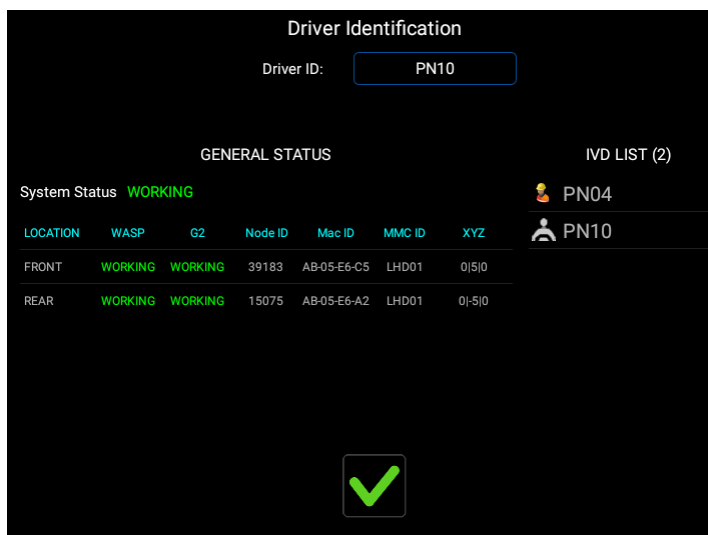 Driver Identification
Driver ID: PN10
GENERAL STATUS
System Status WORKING
LOCATION WASP G2 Node ID Mac ID MMC ID XYZ
FRONT WORKING WORKING 39183 AB-05-E6-C5 LHD01 0|5|0
REAR WORKING WORKING 15075 AB-05-E6-A2 LHD01 0|-5|0
IVD LIST (2)
PN04
PN10